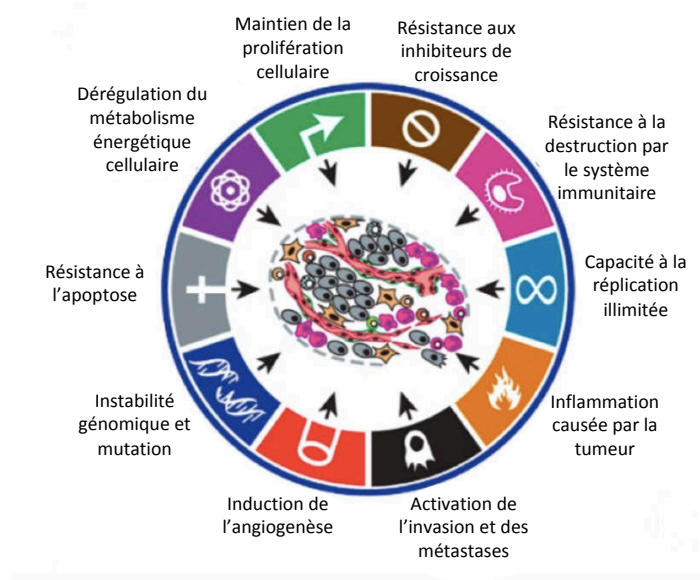 Maintien de la
prolifération
cellulaire
Résistance aux
inhibiteurs de
croissance
Dérégulation du
métabolisme
énergétique
cellulaire
Résistance à la
destruction par
le système
immunitaire
Résistance à
l’apoptose
Capacité à la
réplication
illimitée
Instabilité
génomique et
mutation
Inflammation
causée par la
tumeur
Induction de
l’angiogenèse
Activation de
l’invasion et des
métastases